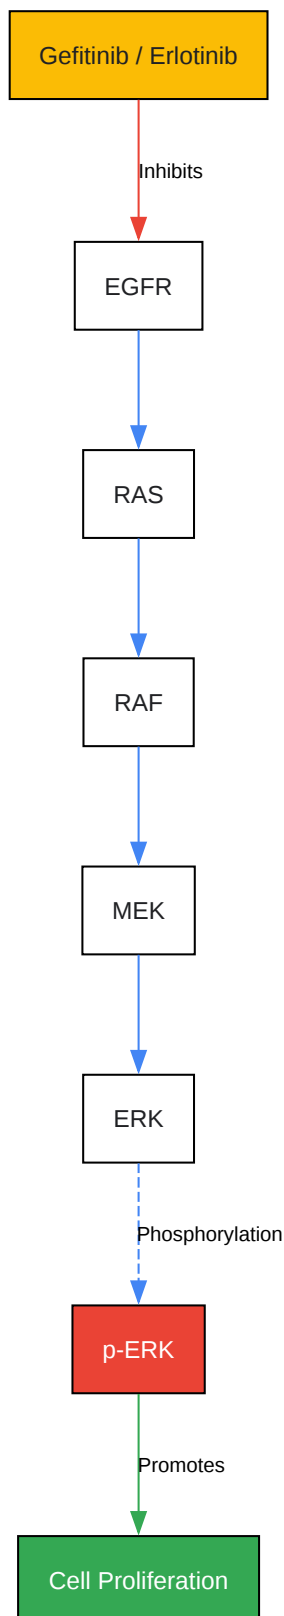 Gefitinib / Erlotinib
Inhibits
EGFR
RAS
RAF
MEK
ERK
Phosphorylation
p-ERK
Promotes
Cell Proliferation